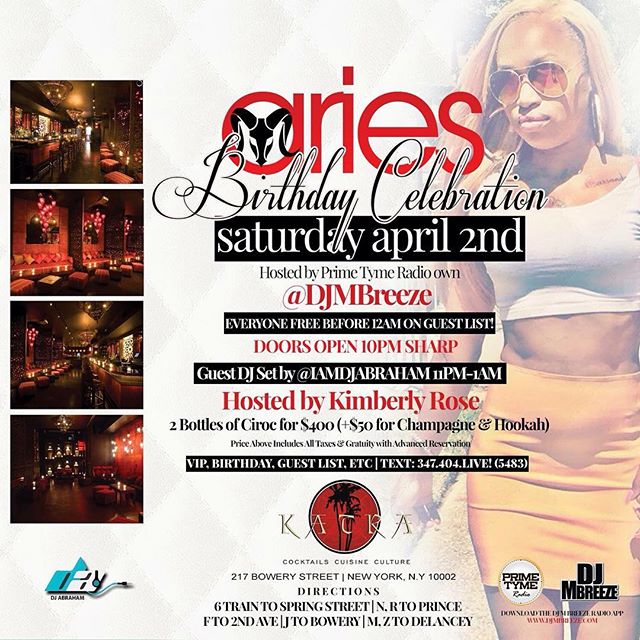 aries
Birthday Celebration
saturday april 2nd
Hosted by Prime Tyme Radio own
@DJMBreeze
EVERYONE FREE BEFORE 12AM ON GUEST LIST!
DOORS OPEN 10PM SHARP
Guest DJ Set by @IAMDJABRAHAM 11PM-1AM
Hosted by Kimberly Rose
2 Bottles of Ciroc for $400 (+$50 for Champagne & Hookah)
Price Above Includes All Taxes & Gratuity with Advanced Reservation
VIP, BIRTHDAY, GUEST LIST, ETC | TEXT: 347.404.LIVE! (5483)
KATRA
COCKTAILS CUISINE CULTURE
217 BOWERY STREET | NEW YORK, N.Y 10002
DIRECTIONS
6 TRAIN TO SPRING STREET | N, R TO PRINCE
F TO 2ND AVE | J TO BOWERY | M, Z TO DELANCEY
DJ ABRAHAM
PRIME
TYME
Radio
DJ
MBREEZE
DOWNLOAD THE DJ M BREEZE RADIO APP
WWW.DJMBREEZE.COM